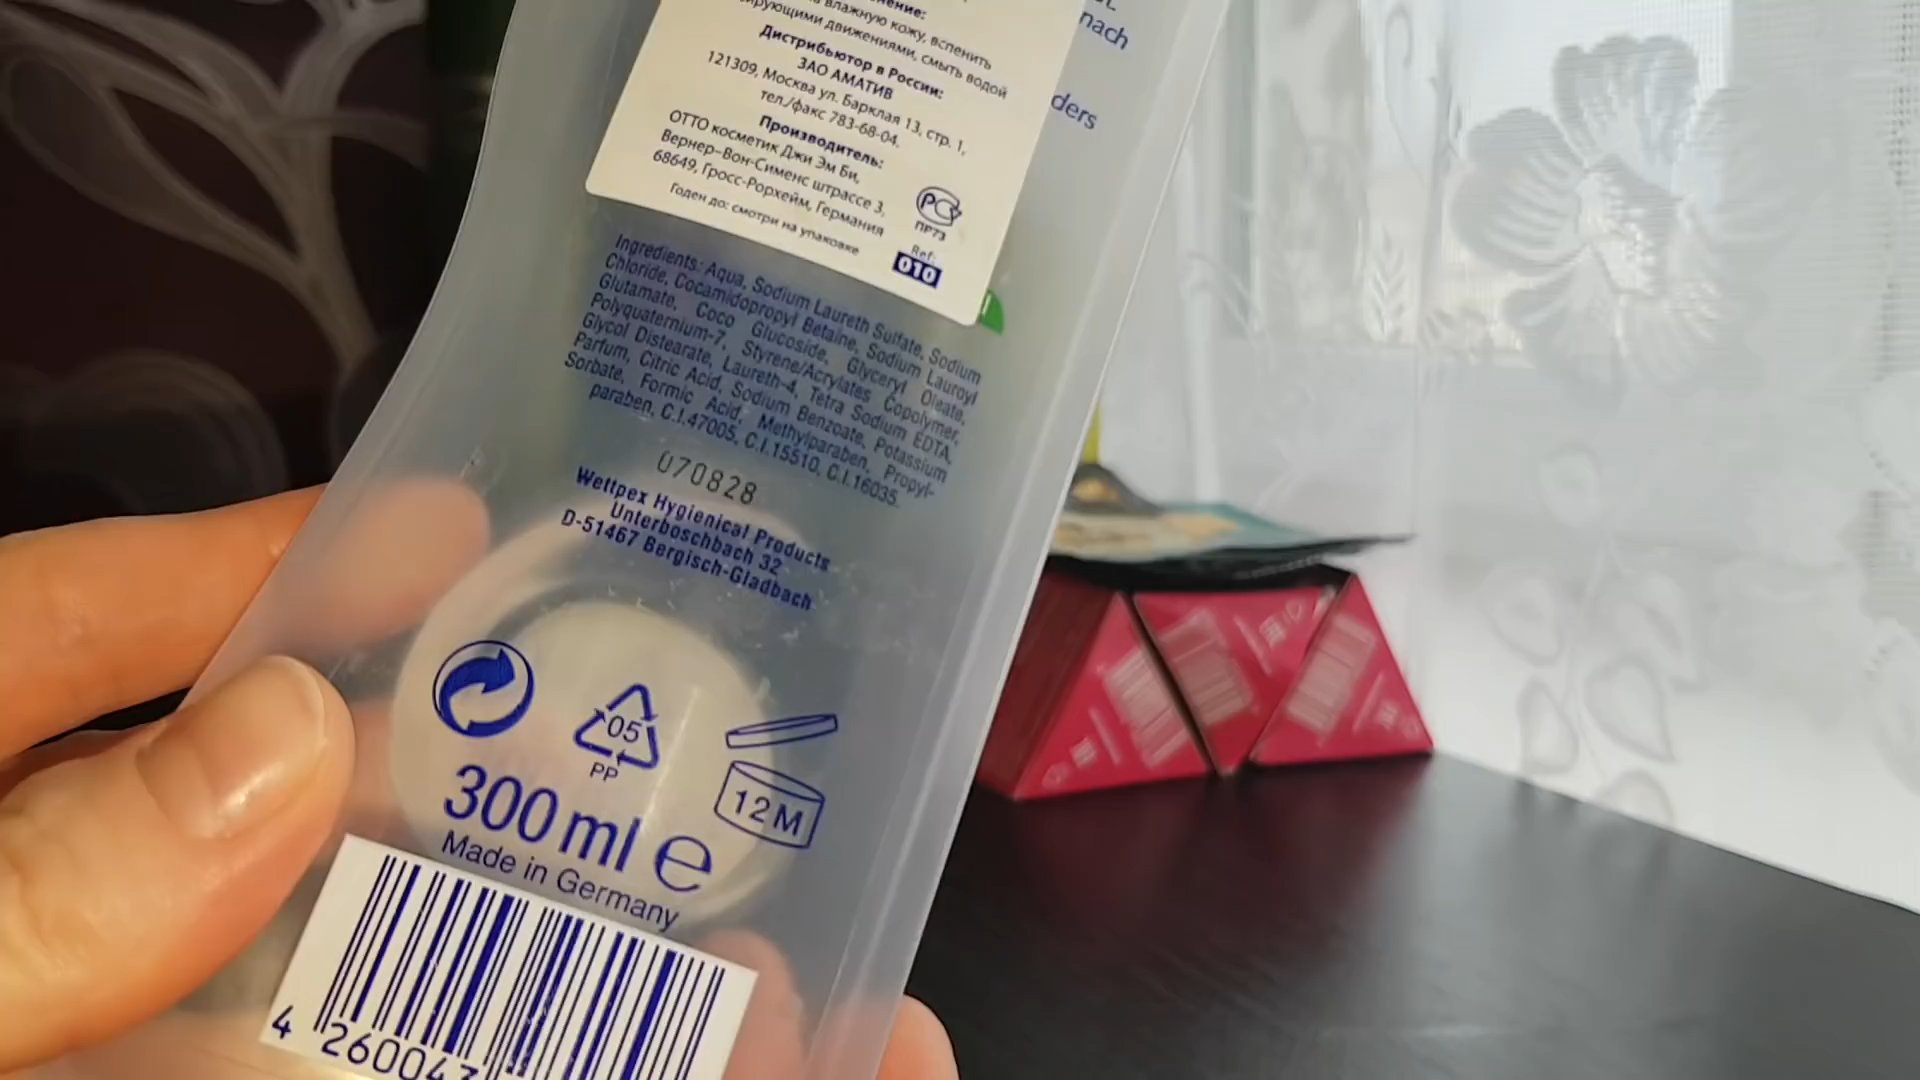 влажную кожу, вспенить
движениями, смыть водой
Дистрибьютор в России:
ЗАО АМАТИВ
121309, Москва ул. Барклая 13, стр. 1,
тел./факс 783-68-04.
Производитель:
ОТТО косметик Джи Эм Би,
Вернер-Вон-Сименс штрассе 3,
68649, Гросс-Рорхейм, Германия
Годен до: смотри на упаковке
РС
ПР73
Ref:
010
nach
ders
Ingredients: Aqua, Sodium Laureth Sulfate, Sodium
Chloride, Cocamidopropyl Betaine, Sodium Lauroyl
Glutamate, Coco Glucoside, Glyceryl Oleate,
Polyquaternium-7, Styrene/Acrylates Copolymer,
Glycol Distearate, Laureth-4, Tetra Sodium EDTA,
Parfum, Citric Acid, Sodium Benzoate, Potassium
Sorbate, Formic Acid, Methylparaben, Propyl-
paraben, C.I.47005, C.I.15510, C.I.16035.
070828
Wettpex Hygienical Products
Unterboschbach 32
D-51467 Bergisch-Gladbach
05
PP
12M
300 ml e
Made in Germany
4 260043